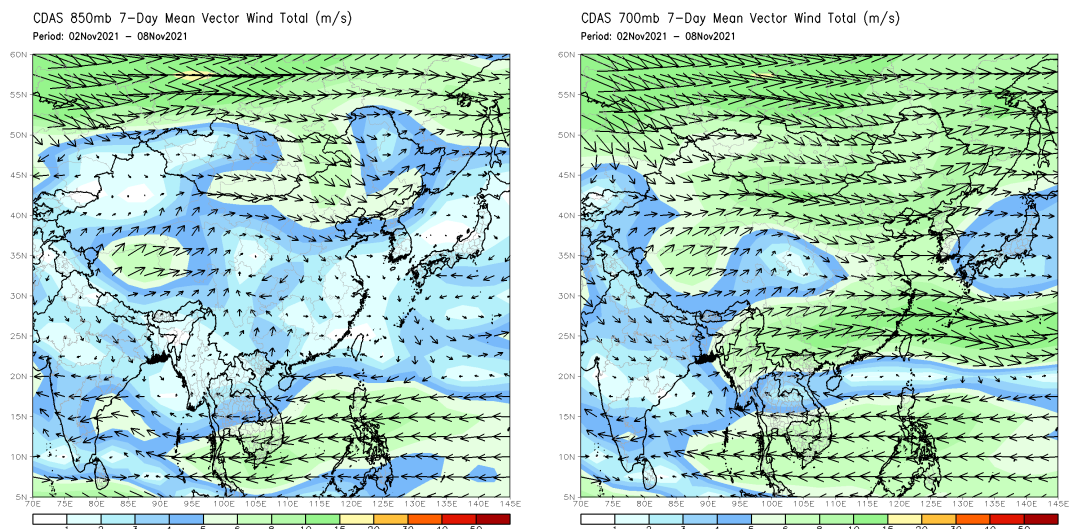 CDAS 850mb 7-Day Mean Vector Wind Total (m/s)
Period: 02Nov2021 - 08Nov2021
60N
55N
50N
45N
40N
35N
30N
25N
20N
15N
10N
5N
70E 75E 80E 85E 90E 95E 100E 105E 110E 115E 120E 125E 130E 135E 140E 145E
CDAS 700mb 7-Day Mean Vector Wind Total (m/s)
Period: 02Nov2021 - 08Nov2021
60N
55N
50N
45N
40N
35N
30N
25N
20N
15N
10N
5N
70E 75E 80E 85E 90E 95E 100E 105E 110E 115E 120E 125E 130E 135E 140E 145E